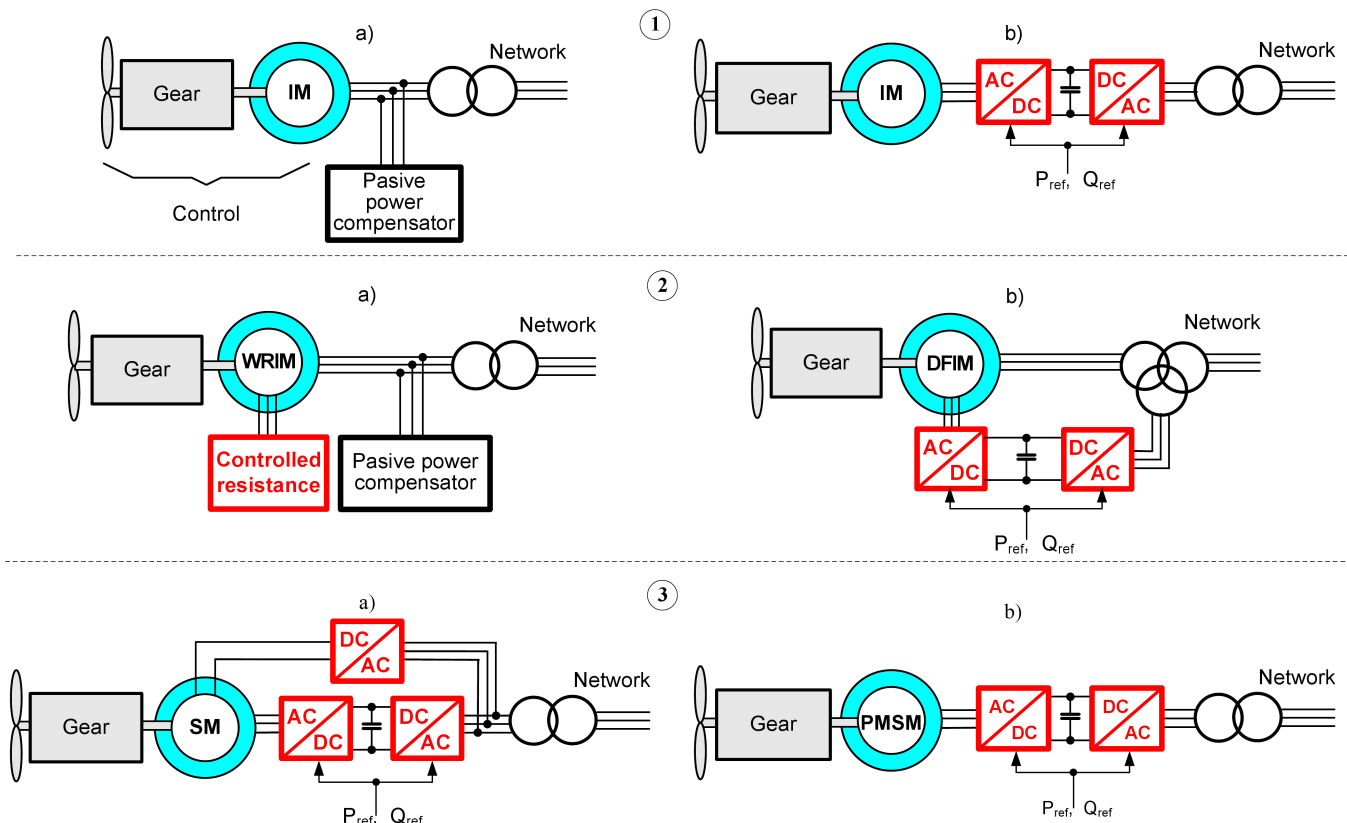 1
a)
Network
Gear
IM
Control
Pasive
power
compensator
b)
Network
Gear
IM
AC
DC
DC
AC
Pref, Qref
2
a)
Network
Gear
WRIM
Controlled
resistance
Pasive power
compensator
b)
Network
Gear
DFIM
AC
DC
DC
AC
Pref, Qref
3
a)
DC
AC
Network
Gear
SM
AC
DC
DC
AC
Pref, Qref
b)
Network
Gear
PMSM
AC
DC
DC
AC
Pref, Qref